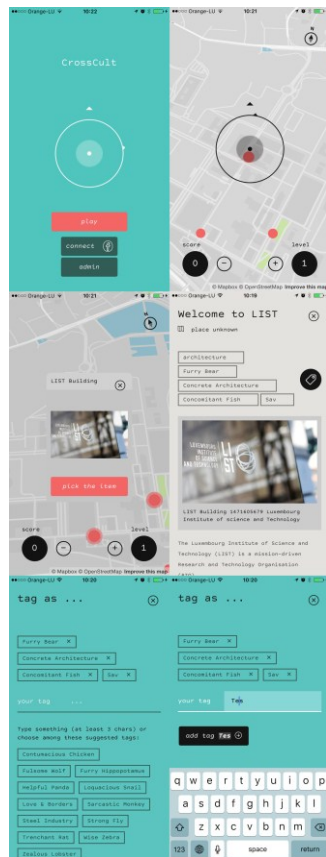 Orange-LU 10:22
CrossCult
play
connect
admin
Orange-LU 10:21
N
score
level
0
1
© Mapbox © OpenStreetMap Improve this map
Orange-LU 10:21
LIST Building
pick the item
score
level
0
1
© Mapbox © OpenStreetMap Improve this map
Orange-LU 10:19
Welcome to LIST
place unknown
architecture
Furry Bear
Concrete Architecture
Concomitant Fish
Sav
LIST Building 1671405679 Luxembourg
Institute of science and Technology
The Luxembourg Institute of Science and
Technology (LIST) is a mission-driven
Research and Technology Organisation
Orange-LU 10:20
tag as ...
Furry Bear ×
Concrete Architecture ×
Concomitant Fish × Sav ×
your tag ...
Type something (at least 3 chars) or
choose among these suggested tags:
Contumacious Chicken
Fulsome Wolf Furry Hippopotamus
Helpful Panda Loquacious Snail
Love & Borders Sarcastic Monkey
Steel Industry Strong Fly
Trenchant Rat Wise Zebra
Zealous Lobster
Orange-LU 10:20
tag as ...
Furry Bear ×
Concrete Architecture ×
Concomitant Fish × Sav ×
your tag
add tag Yes
q w e r t y u i o p
a s d f g h j k l
z x c v b n m
123 space return